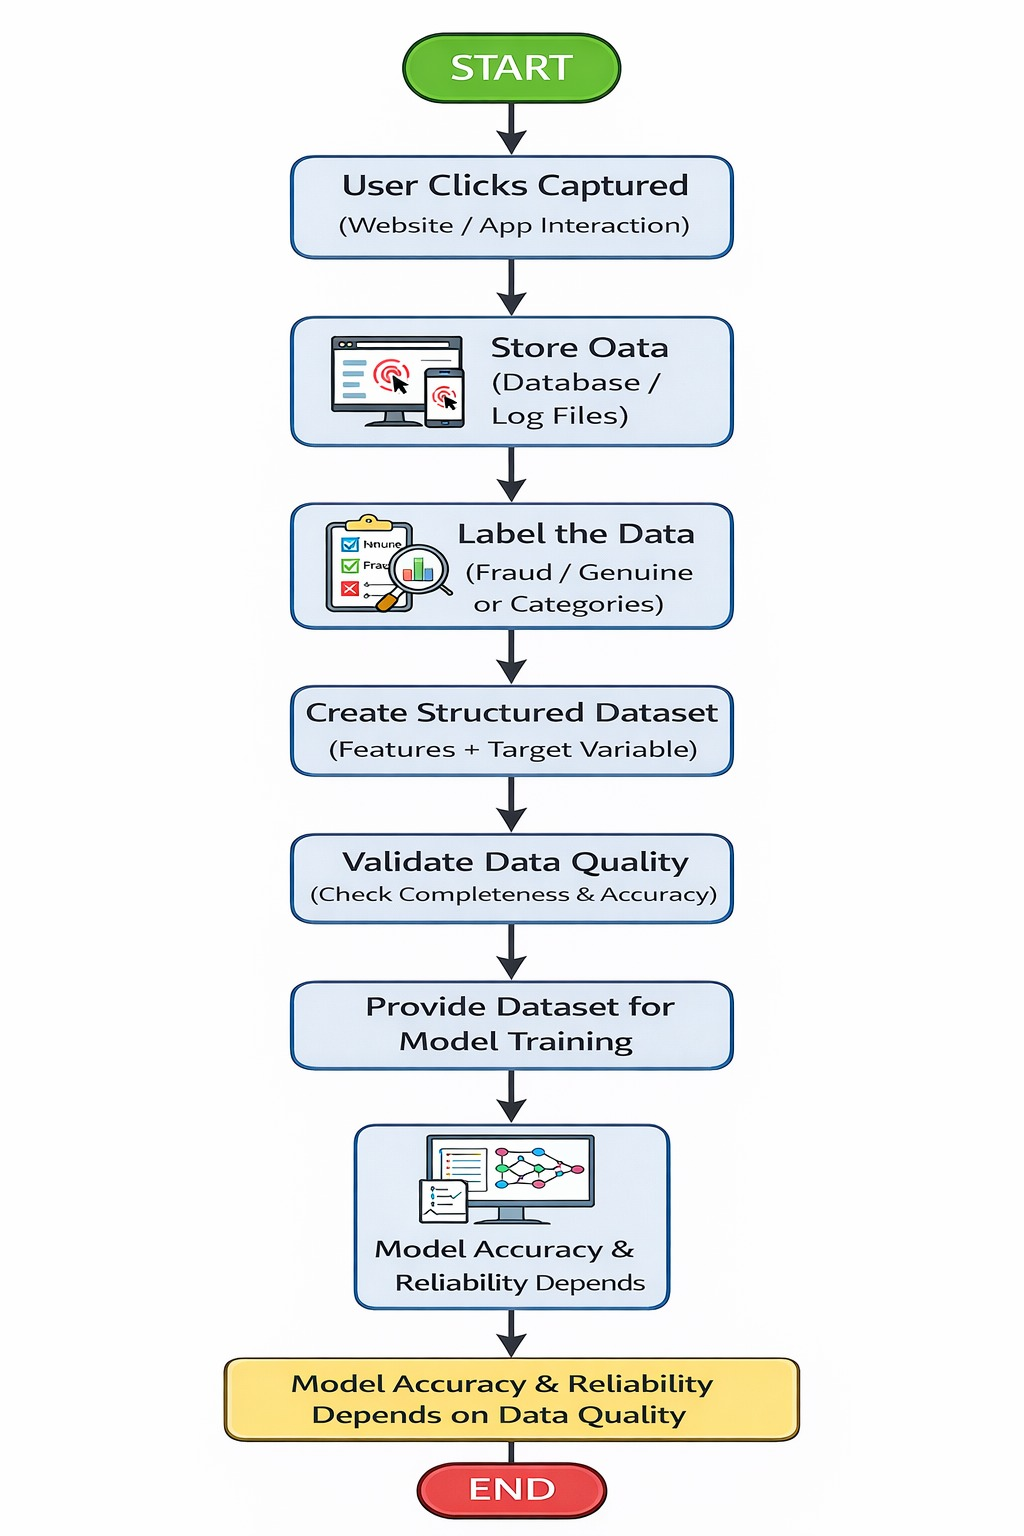 START
User Clicks Captured
(Website / App Interaction)
Store Oata
(Database /
Log Files)
Label the Data
(Fraud / Genuine
or Categories)
Create Structured Dataset
(Features + Target Variable)
Validate Data Quality
(Check Completeness & Accuracy)
Provide Dataset for
Model Training
Model Accuracy &
Reliability Depends
Model Accuracy & Reliability
Depends on Data Quality
END